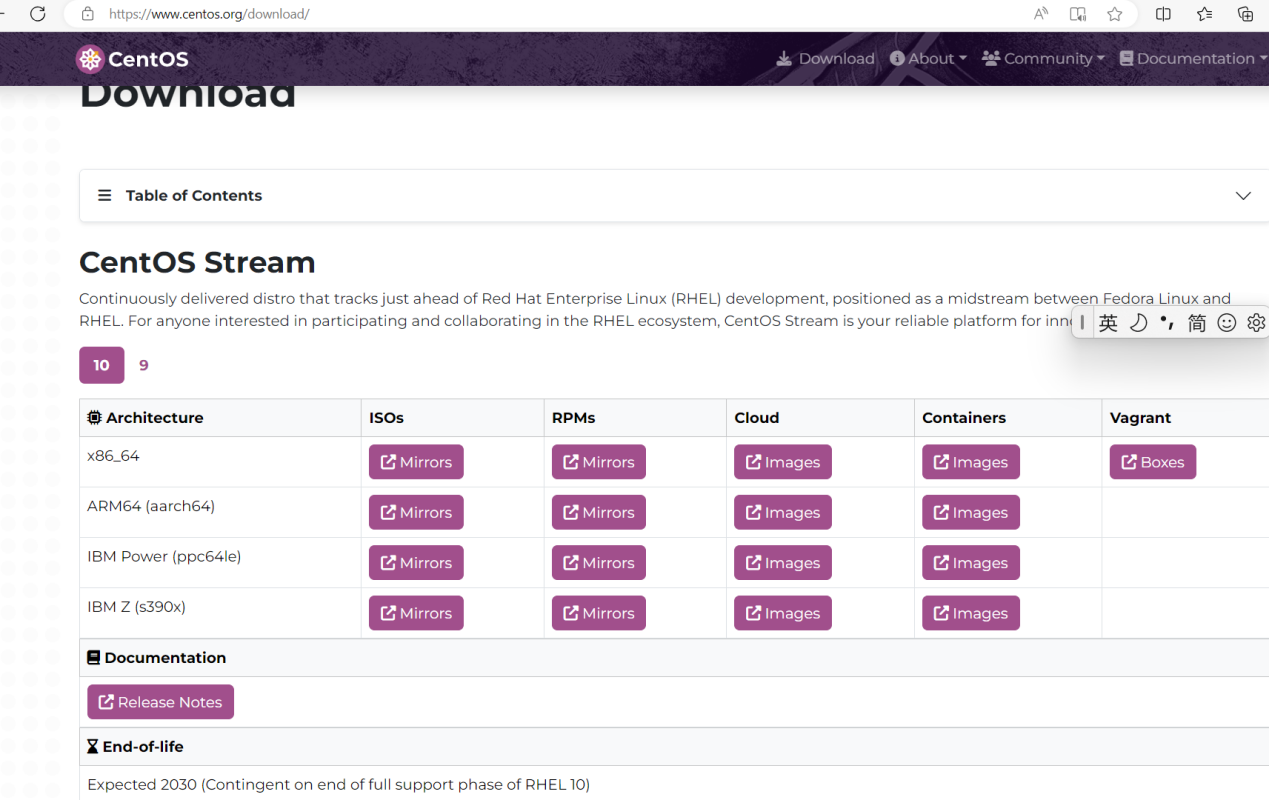 https://www.centos.org/download/
CentOS
Download About Community Documentation
Download
Table of Contents
CentOS Stream
Continuously delivered distro that tracks just ahead of Red Hat Enterprise Linux (RHEL) development, positioned as a midstream between Fedora Linux and
RHEL. For anyone interested in participating and collaborating in the RHEL ecosystem, CentOS Stream is your reliable platform for
英 简
10 9
Architecture ISOs RPMs Cloud Containers Vagrant
x86_64 Mirrors Mirrors Images Images Boxes
ARM64 (aarch64) Mirrors Mirrors Images Images
IBM Power (ppc64le) Mirrors Mirrors Images Images
IBM Z (s390x) Mirrors Mirrors Images Images
Documentation
Release Notes
End-of-life
Expected 2030 (Contingent on end of full support phase of RHEL 10)